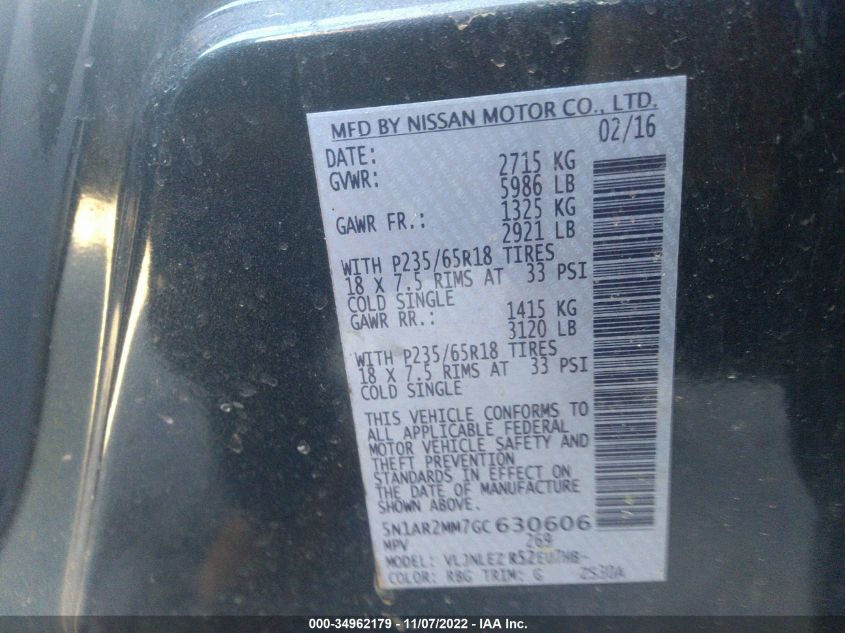 MFD BY NISSAN MOTOR CO., LTD.
DATE: 02/16
GVWR: 2715 KG
5986 LB
GAWR FR.: 1325 KG
2921 LB
WITH P235/65R18 TIRES
18 X 7.5 RIMS AT 33 PSI
COLD SINGLE
GAWR RR.: 1415 KG
3120 LB
WITH P235/65R18 TIRES
18 X 7.5 RIMS AT 33 PSI
COLD SINGLE
THIS VEHICLE CONFORMS TO
ALL APPLICABLE FEDERAL
MOTOR VEHICLE SAFETY AND
THEFT PREVENTION
STANDARDS IN EFFECT ON
THE DATE OF MANUFACTURE
SHOWN ABOVE.
5N1AR2MM7GC630606
MPV 269
MODEL: VLJNLEZ R52EU7HB-
COLOR: RBG TRIM: G ZS30A
000-34962179 - 11/07/2022 - IAA Inc.